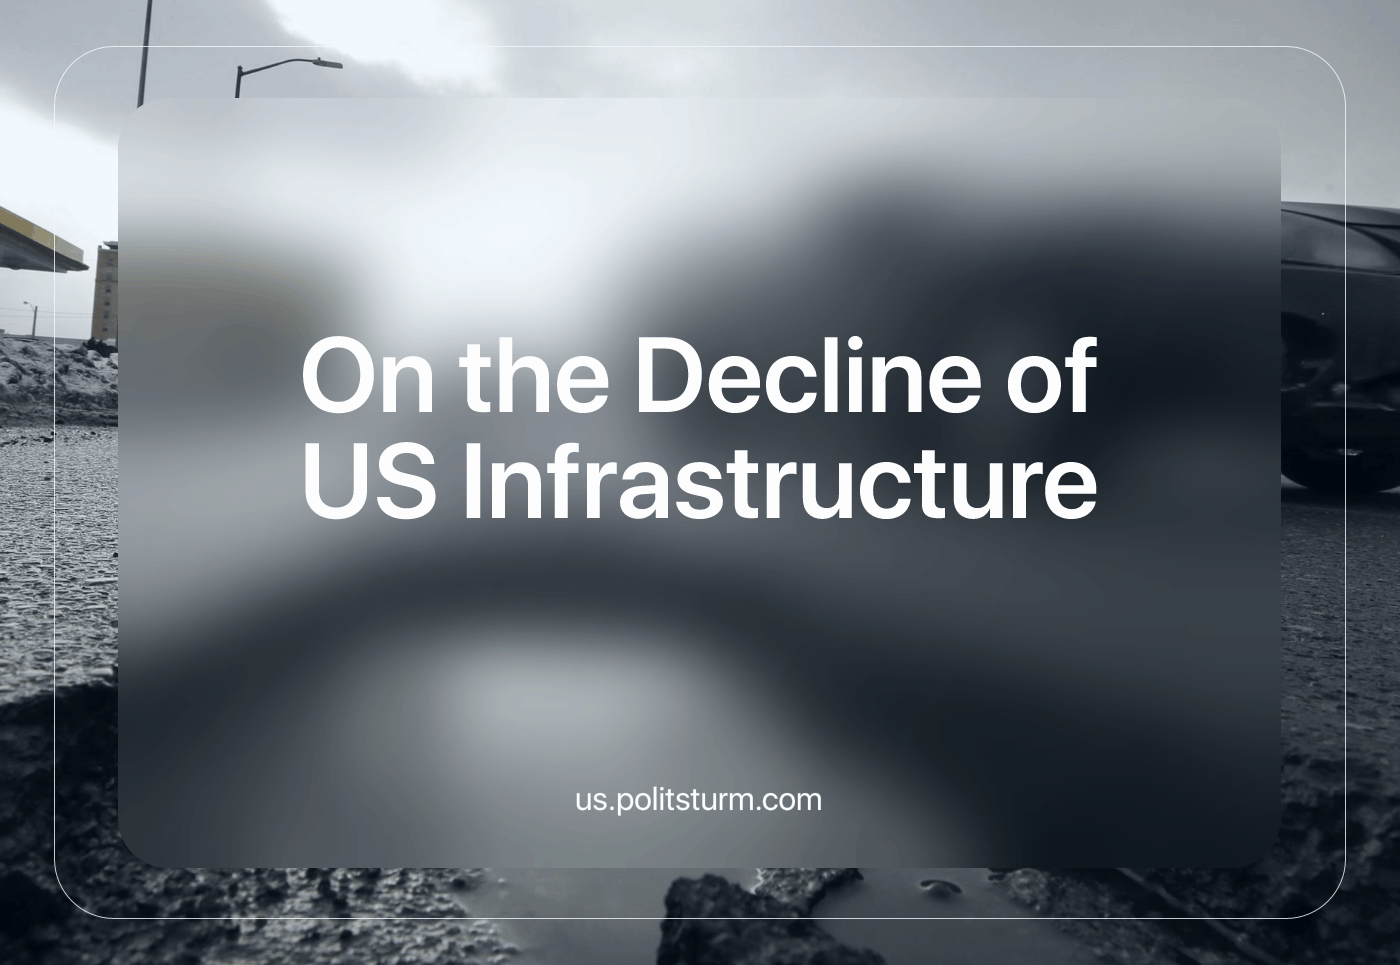 On the Decline of
US Infrastructure
us.politsturm.com